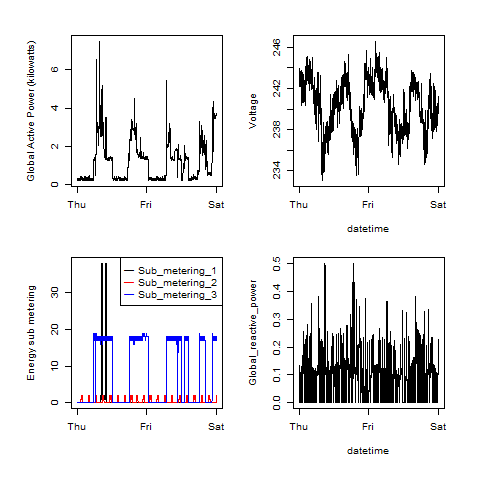 Global Active Power (kilowatts)
0 2 4 6
Thu Fri Sat
Voltage
234 238 242 246
Thu Fri Sat
datetime
Energy sub metering
0 10 20 30
Sub_metering_1
Sub_metering_2
Sub_metering_3
Thu Fri Sat
Global_reactive_power
0.0 0.1 0.2 0.3 0.4 0.5
Thu Fri Sat
datetime